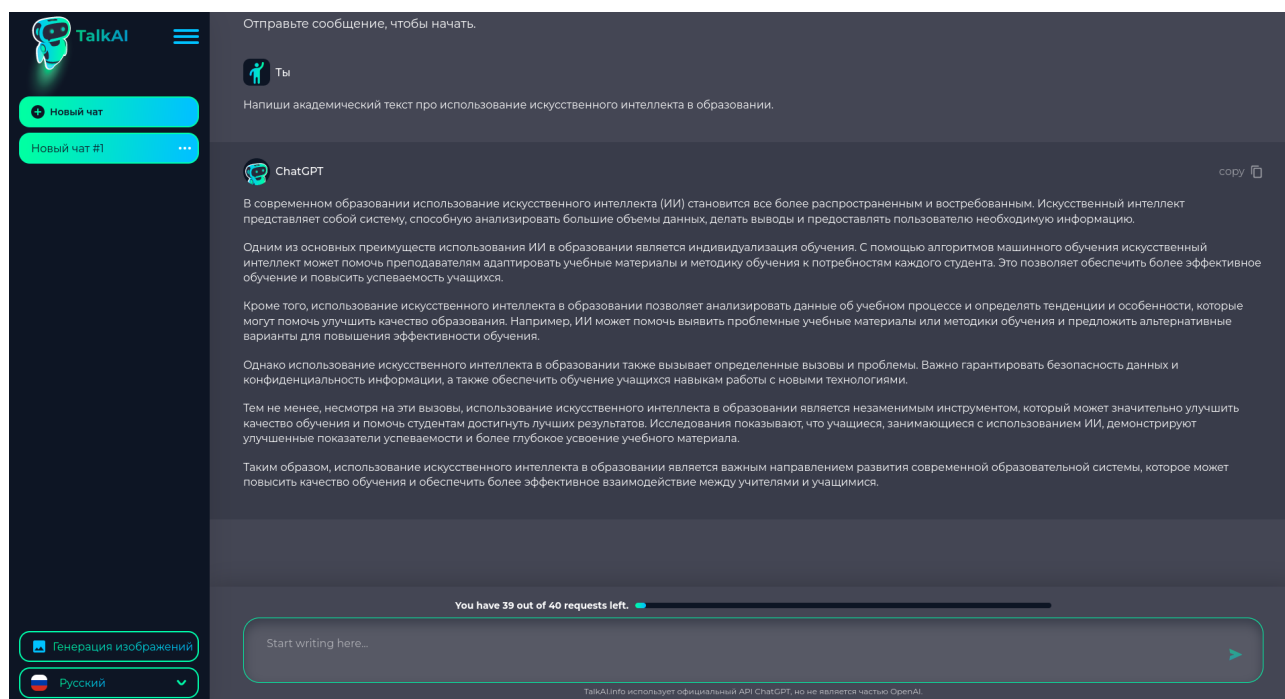 TalkAI
Новый чат
Новый чат #1
Отправьте сообщение, чтобы начать.
Ты
Напиши академический текст про использование искусственного интеллекта в образовании.
ChatGPT
copy
В современном образовании использование искусственного интеллекта (ИИ) становится все более распространенным и востребованным. Искусственный интеллект
представляет собой систему, способную анализировать большие объемы данных, делать выводы и предоставлять пользователю необходимую информацию.
Одним из основных преимуществ использования ИИ в образовании является индивидуализация обучения. С помощью алгоритмов машинного обучения искусственный
интеллект может помочь преподавателям адаптировать учебные материалы и методику обучения к потребностям каждого студента. Это позволяет обеспечить более эффективное
обучение и повысить успеваемость учащихся.
Кроме того, использование искусственного интеллекта в образовании позволяет анализировать данные об учебном процессе и определять тенденции и особенности, которые
могут помочь улучшить качество образования. Например, ИИ может помочь выявить проблемные учебные материалы или методики обучения и предложить альтернативные
варианты для повышения эффективности обучения.
Однако использование искусственного интеллекта в образовании также вызывает определенные вызовы и проблемы. Важно гарантировать безопасность данных и
конфиденциальность информации, а также обеспечить обучение учащихся навыкам работы с новыми технологиями.
Тем не менее, несмотря на эти вызовы, использование искусственного интеллекта в образовании является незаменимым инструментом, который может значительно улучшить
качество обучения и помочь студентам достигнуть лучших результатов. Исследования показывают, что учащиеся, занимающиеся с использованием ИИ, демонстрируют
улучшенные показатели успеваемости и более глубокое усвоение учебного материала.
Таким образом, использование искусственного интеллекта в образовании является важным направлением развития современной образовательной системы, которое может
повысить качество обучения и обеспечить более эффективное взаимодействие между учителями и учащимися.
You have 39 out of 40 requests left.
Start writing here...
Генерация изображений
Русский
TalkAI.info использует официальный API ChatGPT, но не является частью OpenAI.